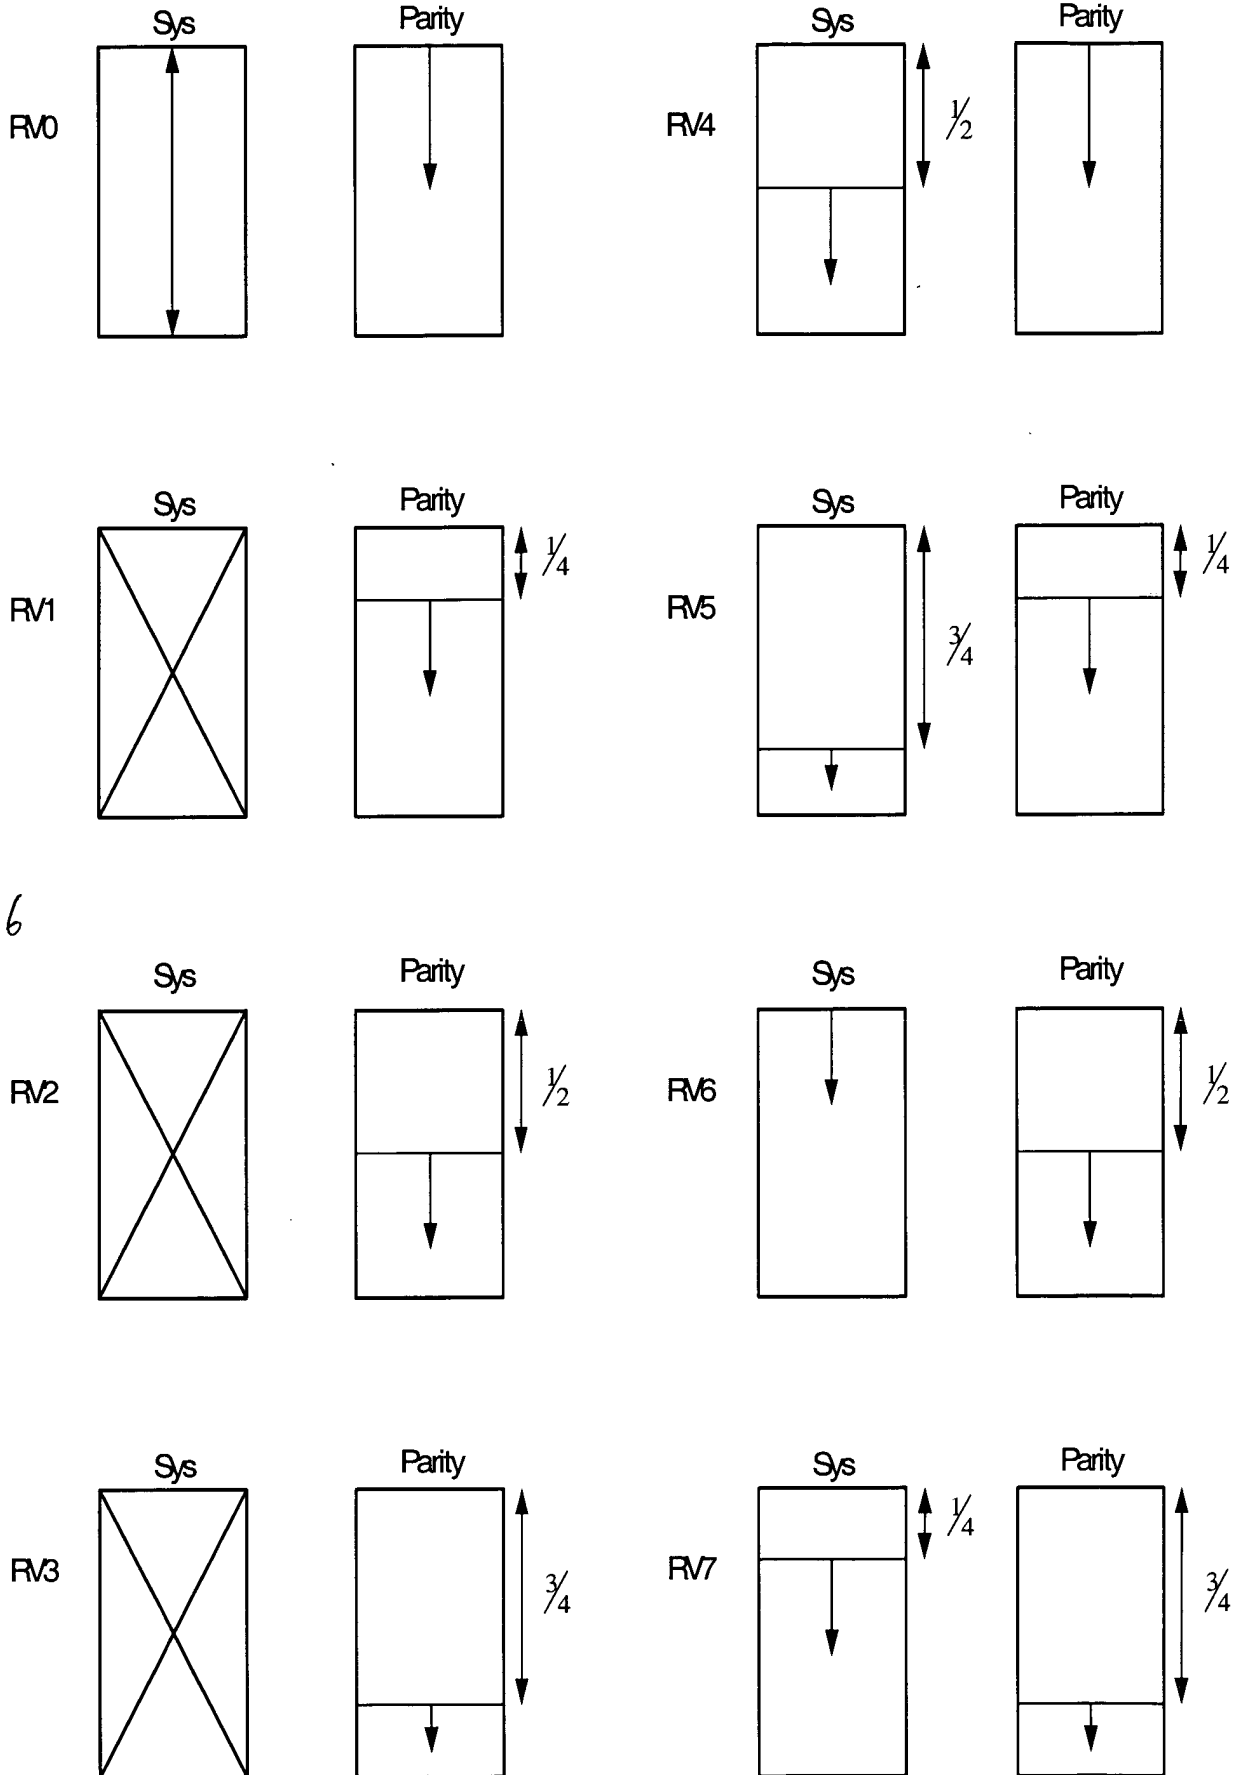 Sys Parity Sys Parity
RV0 RV4 1/2
Sys Parity Sys Parity
1/4 1/4
RV1 RV5 3/4
6
Sys Parity Sys Parity
RV2 1/2 RV6 1/2
Sys Parity Sys Parity
1/4
RV3 3/4 RV7 3/4